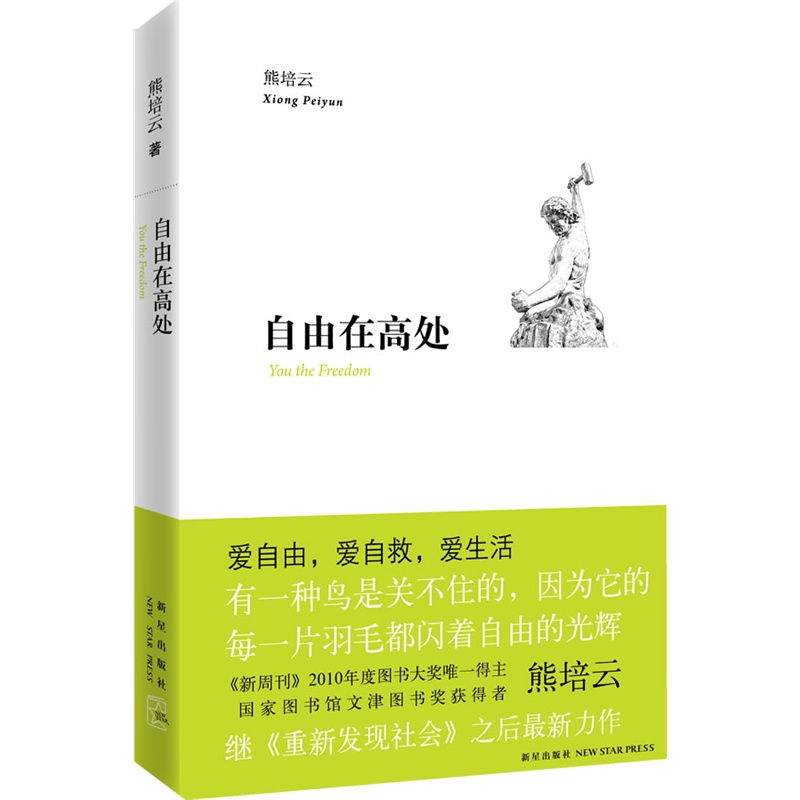 熊培云 著
自由在高处
You the Freedom
新星出版社
NEW STAR PRESS
熊培云
Xiong Peiyun
自由在高处
You the Freedom
爱自由，爱自救，爱生活
有一种鸟是关不住的，因为它的
每一片羽毛都闪着自由的光辉
《新周刊》2010年度图书大奖唯一得主
国家图书馆文津图书奖获得者
熊培云
继《重新发现社会》之后最新力作
新星出版社 NEW STAR PRESS